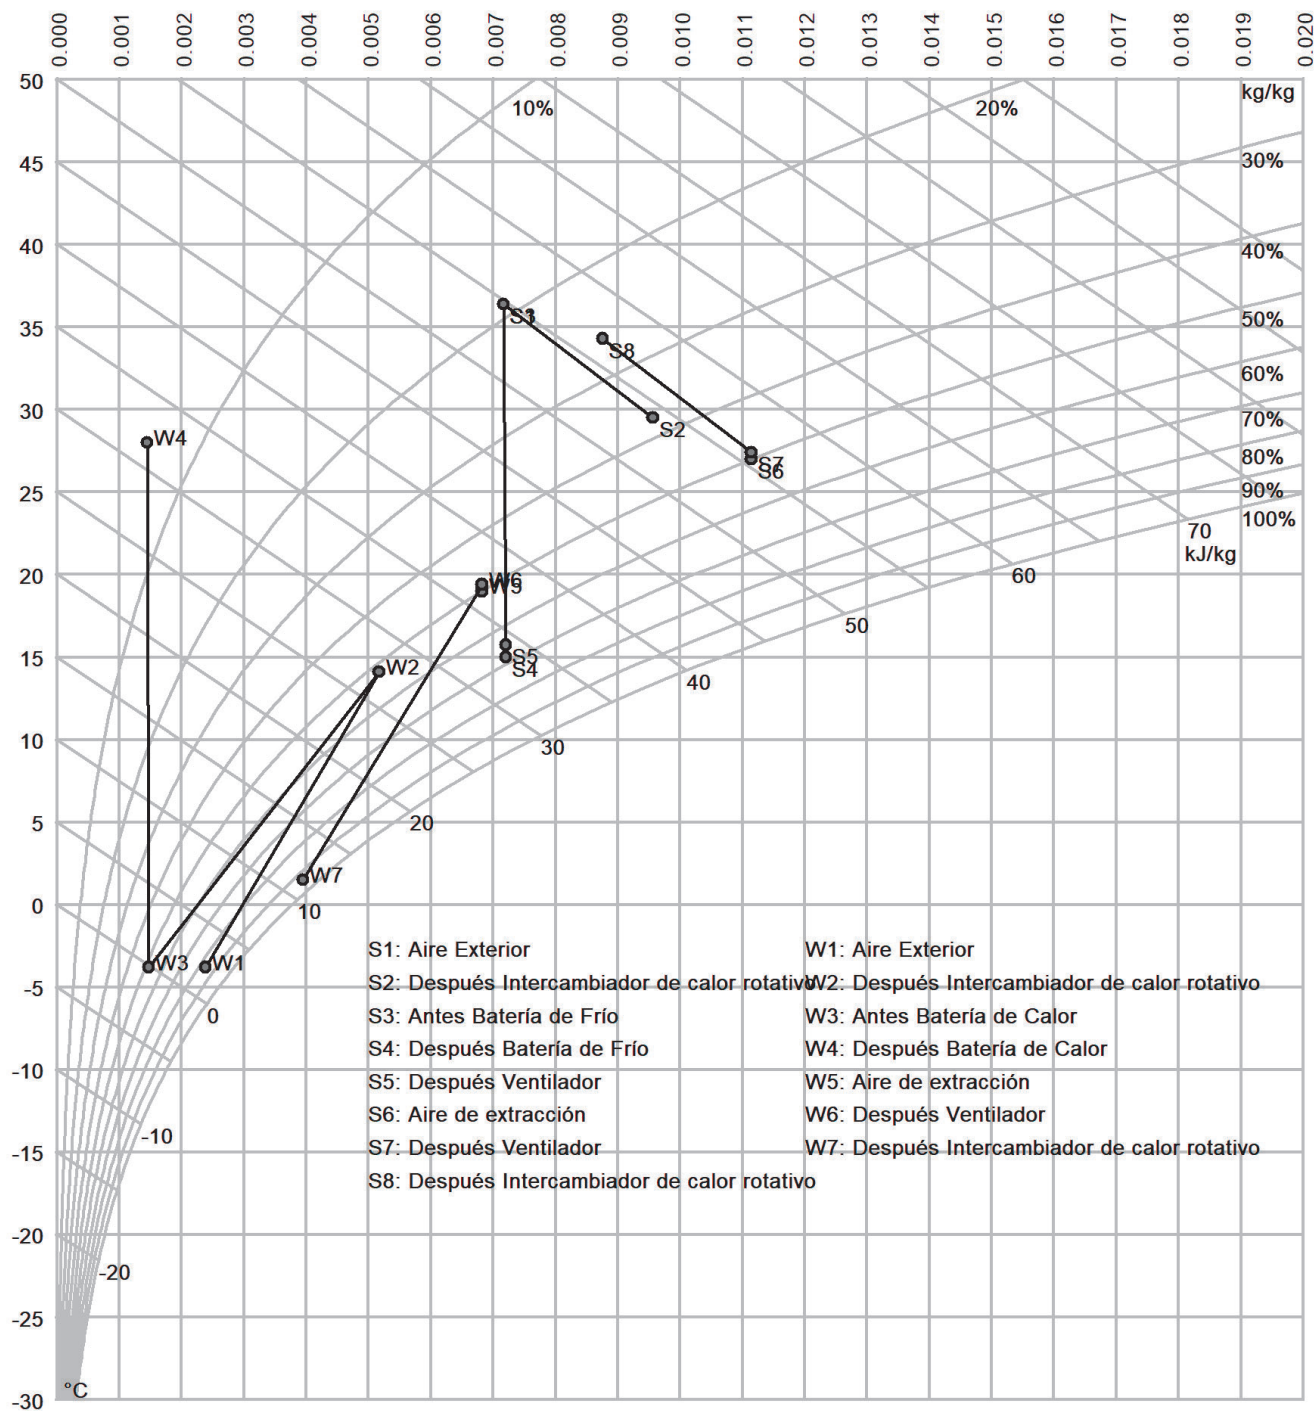 0.000 0.001 0.002 0.003 0.004 0.005 0.006 0.007 0.008 0.009 0.010 0.011 0.012 0.013 0.014 0.015 0.016 0.017 0.018 0.019 0.020
50
kg/kg
10%
20%
45
30%
40
40%
35
S1
S3
S8
50%
60%
30
W4
S2
70%
80%
25
S7
S6
90%
100%
70
kJ/kg
20
W6
W5
60
50
15
W2
S5
S4
40
10
30
5
20
W7
0
10
W3
W1
-5
0
-10
-10
-15
-20
-20
-25
-30
°C
S1: Aire Exterior
S2: Después Intercambiador de calor rotativo
S3: Antes Batería de Frío
S4: Después Batería de Frío
S5: Después Ventilador
S6: Aire de extracción
S7: Después Ventilador
S8: Después Intercambiador de calor rotativo
W1: Aire Exterior
W2: Después Intercambiador de calor rotativo
W3: Antes Batería de Calor
W4: Después Batería de Calor
W5: Aire de extracción
W6: Después Ventilador
W7: Después Intercambiador de calor rotativo